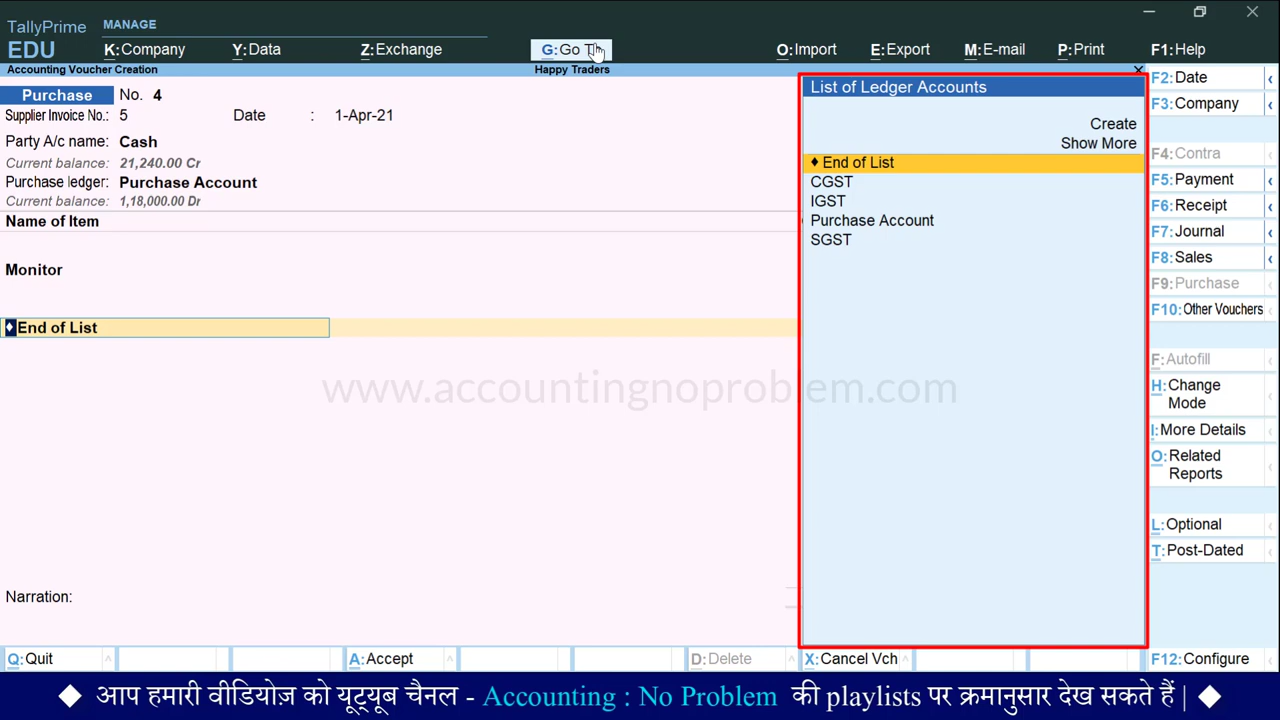 TallyPrime
EDU
MANAGE
K:Company Y:Data Z:Exchange G:Go To O:Import E:Export M:E-mail P:Print F1:Help
Accounting Voucher Creation Happy Traders
Purchase No. 4
Supplier Invoice No.: 5 Date : 1-Apr-21
Party A/c name: Cash
Current balance: 21,240.00 Cr
Purchase ledger: Purchase Account
Current balance: 1,18,000.00 Dr
Name of Item
Monitor
♦ End of List
Narration:
List of Ledger Accounts
Create
Show More
♦ End of List
CGST
IGST
Purchase Account
SGST
F2:Date
F3:Company
F4:Contra
F5:Payment
F6:Receipt
F7:Journal
F8:Sales
F9:Purchase
F10:Other Vouchers
F:Autofill
H:Change
Mode
I:More Details
O:Related
Reports
L:Optional
T:Post-Dated
F12:Configure
www.accountingnoproblem.com
Q:Quit A:Accept D:Delete X:Cancel Vch
◆ आप हमारी वीडियोज़ को यूट्यूब चैनल - Accounting : No Problem की playlists पर क्रमानुसार देख सकते हैं | ◆